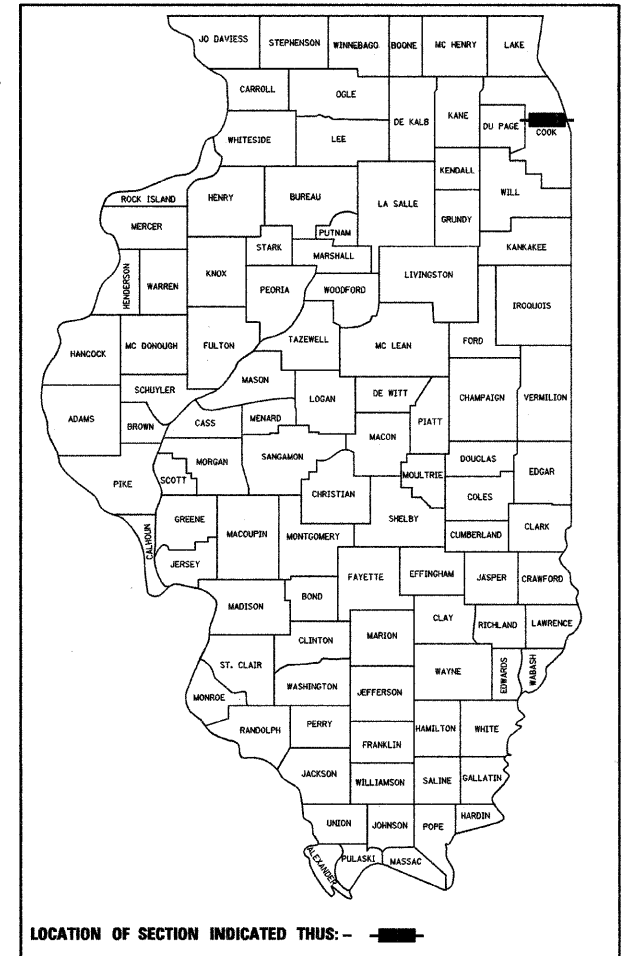 JO DAVIESS
STEPHENSON
WINNEBAGO
BOONE
MC HENRY
LAKE
CARROLL
OGLE
DE KALB
KANE
DU PAGE
COOK
WHITESIDE
LEE
KENDALL
WILL
ROCK ISLAND
HENRY
BUREAU
LA SALLE
GRUNDY
MERCER
PUTNAM
STARK
MARSHALL
KANKAKEE
HENDERSON
WARREN
KNOX
PEORIA
WOODFORD
LIVINGSTON
IROQUOIS
HANCOCK
MC DONOUGH
FULTON
TAZEWELL
MC LEAN
FORD
MASON
SCHUYLER
LOGAN
DE WITT
CHAMPAIGN
VERMILION
ADAMS
BROWN
CASS
MENARD
PIATT
MACON
SANGAMON
MORGAN
DOUGLAS
EDGAR
PIKE
SCOTT
MOULTRIE
CHRISTIAN
COLES
SHELBY
GREENE
MACOUPIN
MONTGOMERY
CUMBERLAND
CLARK
CALHOUN
JERSEY
FAYETTE
EFFINGHAM
JASPER
CRAWFORD
MADISON
BOND
CLAY
RICHLAND
LAWRENCE
CLINTON
MARION
ST. CLAIR
WAYNE
EDWARDS
WABASH
WASHINGTON
JEFFERSON
MONROE
RANDOLPH
PERRY
HAMILTON
WHITE
FRANKLIN
JACKSON
WILLIAMSON
SALINE
GALLATIN
UNION
JOHNSON
POPE
HARDIN
ALEXANDER
PULASKI
MASSAC
LOCATION OF SECTION INDICATED THUS: -